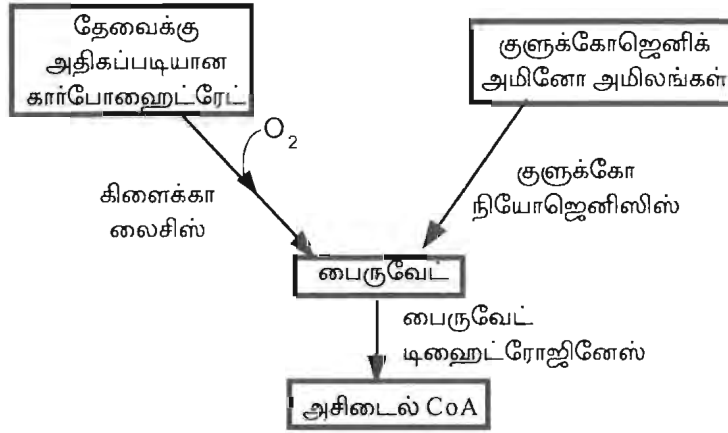 தேவைக்கு
அதிகப்படியான
கார்போஹைட்ரேட்
குளுக்கோஜெனிக்
அமினோ அமிலங்கள்
O2
கிளைக்கா
லைசிஸ்
குளுக்கோ
நியோஜெனிஸிஸ்
பைருவேட்
பைருவேட்
டிஹைட்ரோஜினேஸ்
அசிடைல் CoA